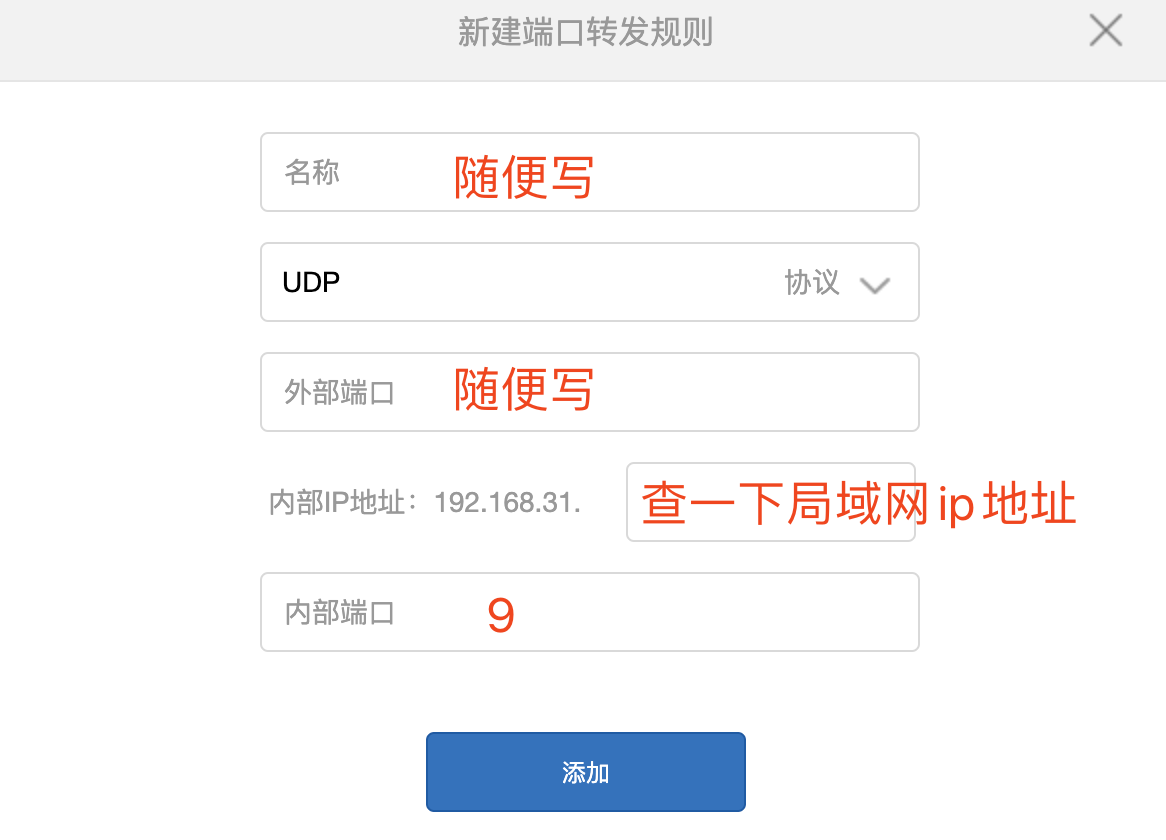 新建端口转发规则
名称 随便写
UDP 协议
外部端口 随便写
内部IP地址：192.168.31. 查一下局域网ip地址
内部端口 9
添加